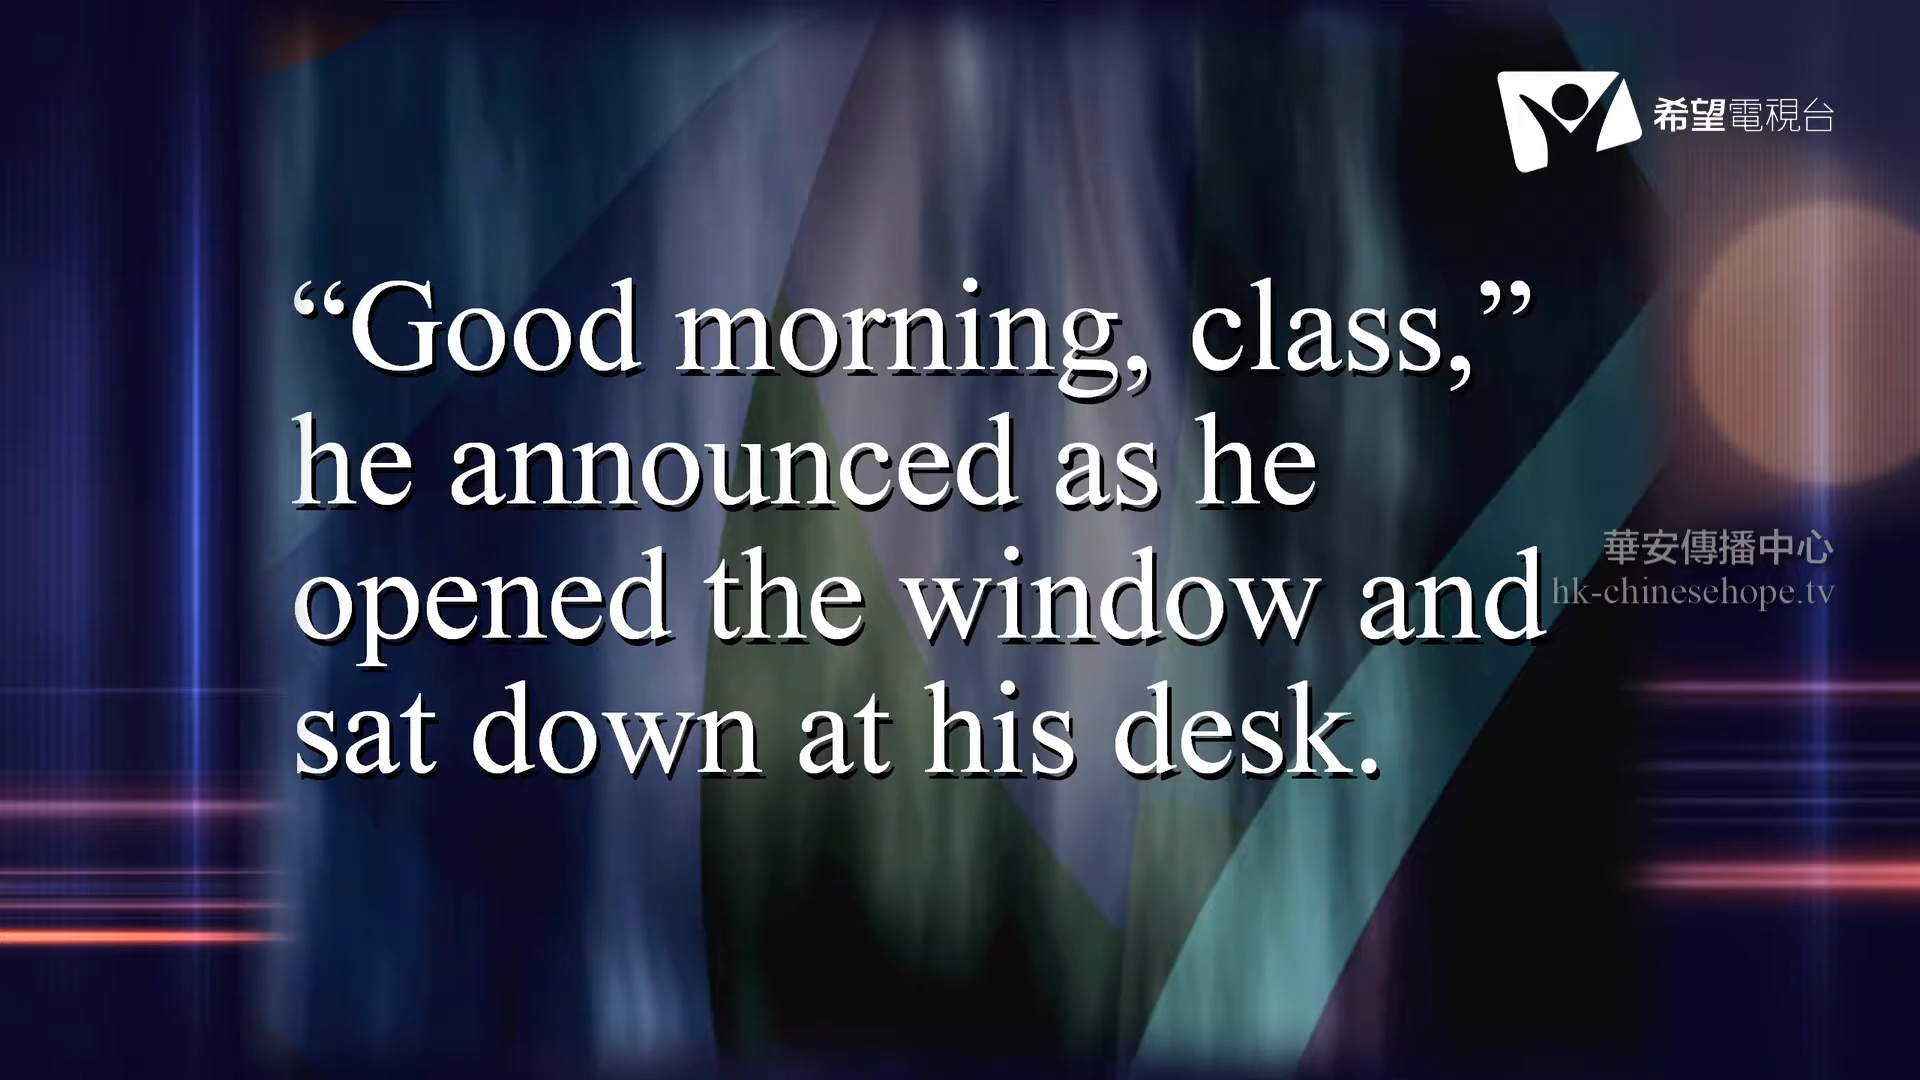 希望電視台
“Good morning, class,”
he announced as he
opened the window and
sat down at his desk.
華安傳播中心
hk-chinesehope.tv